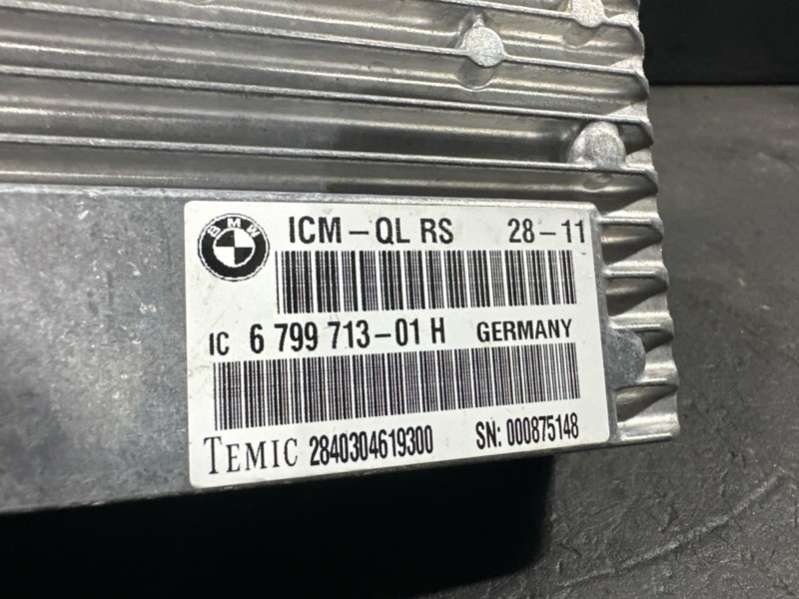 BMW
ICM-QL RS 28-11
IC 6 799 713-01 H GERMANY
TEMIC 2840304619300 SN: 000875148